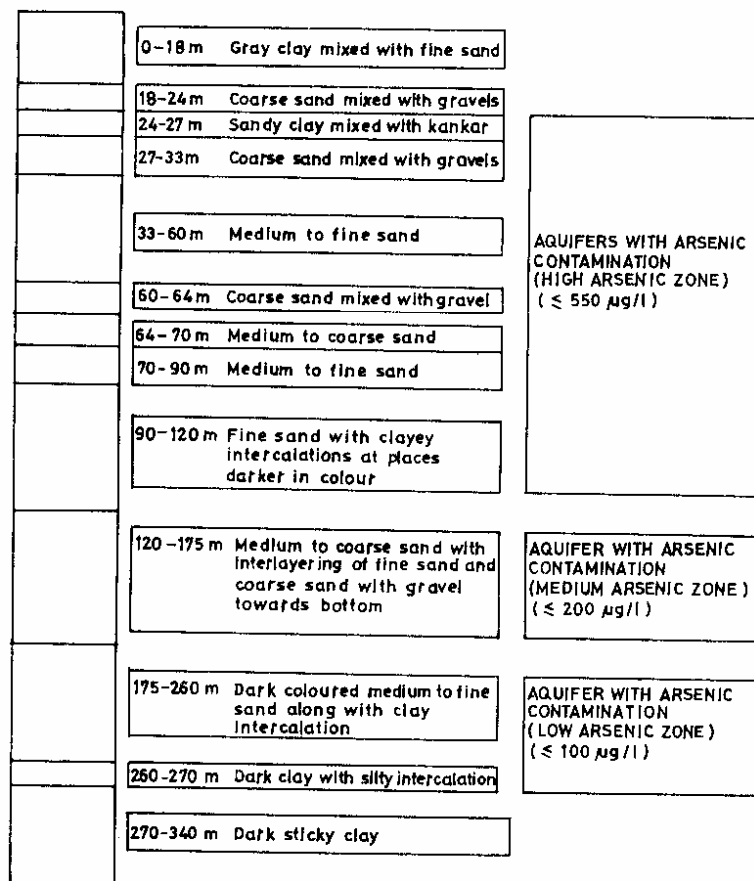 0-18 m Gray clay mixed with fine sand
18-24 m Coarse sand mixed with gravels
24-27 m Sandy clay mixed with kankar
27-33 m Coarse sand mixed with gravels
33-60 m Medium to fine sand
60-64 m Coarse sand mixed with gravel
64-70 m Medium to coarse sand
70-90 m Medium to fine sand
90-120 m Fine sand with clayey
intercalations at places
darker in colour
AQUIFERS WITH ARSENIC
CONTAMINATION
(HIGH ARSENIC ZONE)
( ≤ 550 µg/l )
120-175 m Medium to coarse sand with
interlayering of fine sand and
coarse sand with gravel
towards bottom
AQUIFER WITH ARSENIC
CONTAMINATION
(MEDIUM ARSENIC ZONE)
( ≤ 200 µg/l )
175-260 m Dark coloured medium to fine
sand along with clay
intercalation
260-270 m Dark clay with silty intercalation
AQUIFER WITH ARSENIC
CONTAMINATION
(LOW ARSENIC ZONE)
( ≤ 100 µg/l )
270-340 m Dark sticky clay